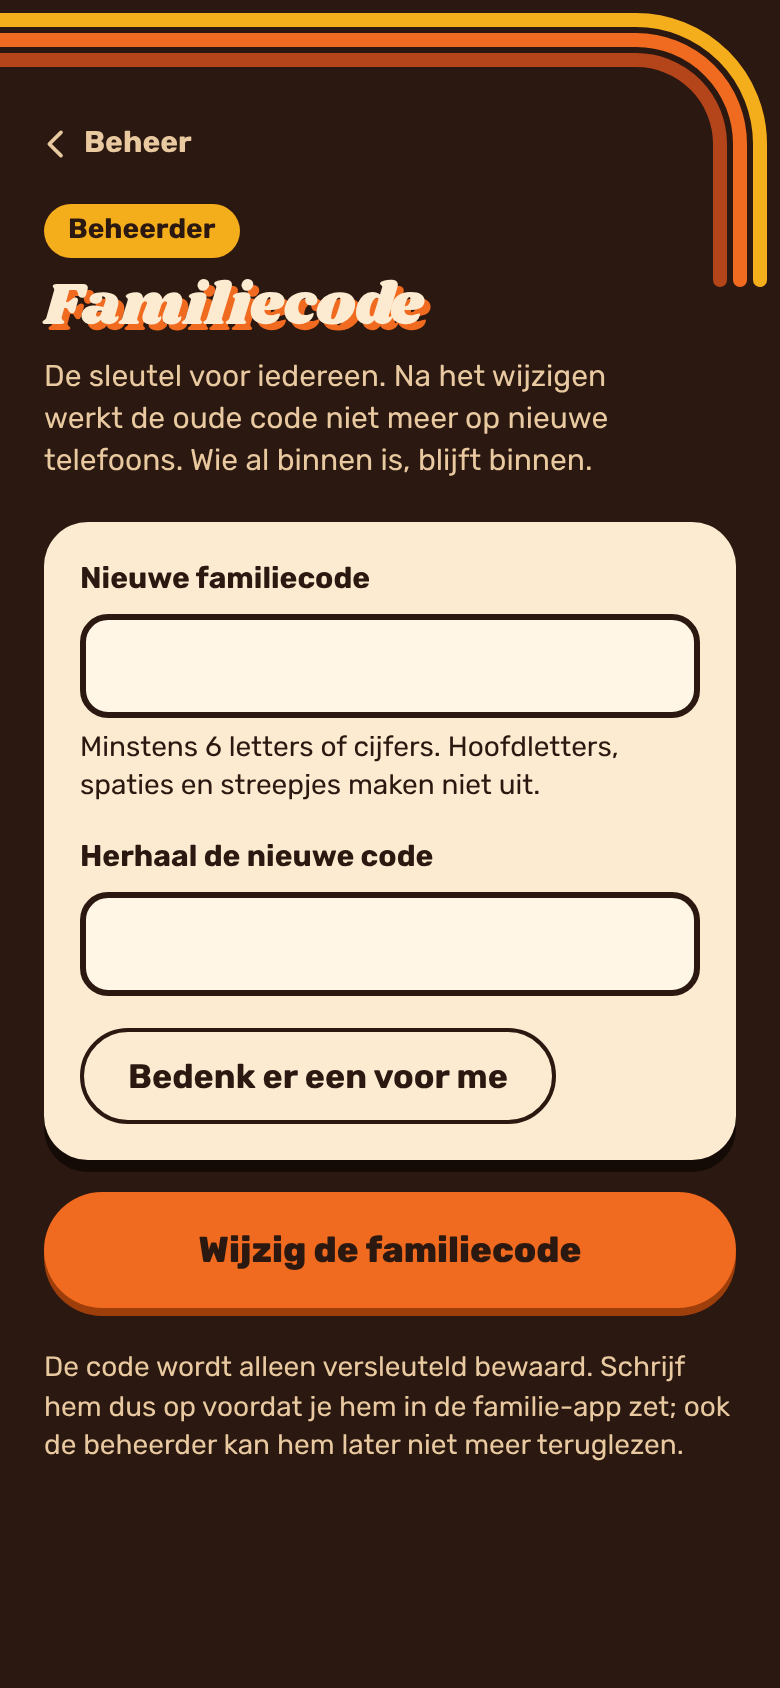 Beheer
Beheerder
Familiecode
De sleutel voor iedereen. Na het wijzigen
werkt de oude code niet meer op nieuwe
telefoons. Wie al binnen is, blijft binnen.
Nieuwe familiecode
Minstens 6 letters of cijfers. Hoofdletters,
spaties en streepjes maken niet uit.
Herhaal de nieuwe code
Bedenk er een voor me
Wijzig de familiecode
De code wordt alleen versleuteld bewaard. Schrijf
hem dus op voordat je hem in de familie-app zet; ook
de beheerder kan hem later niet meer teruglezen.